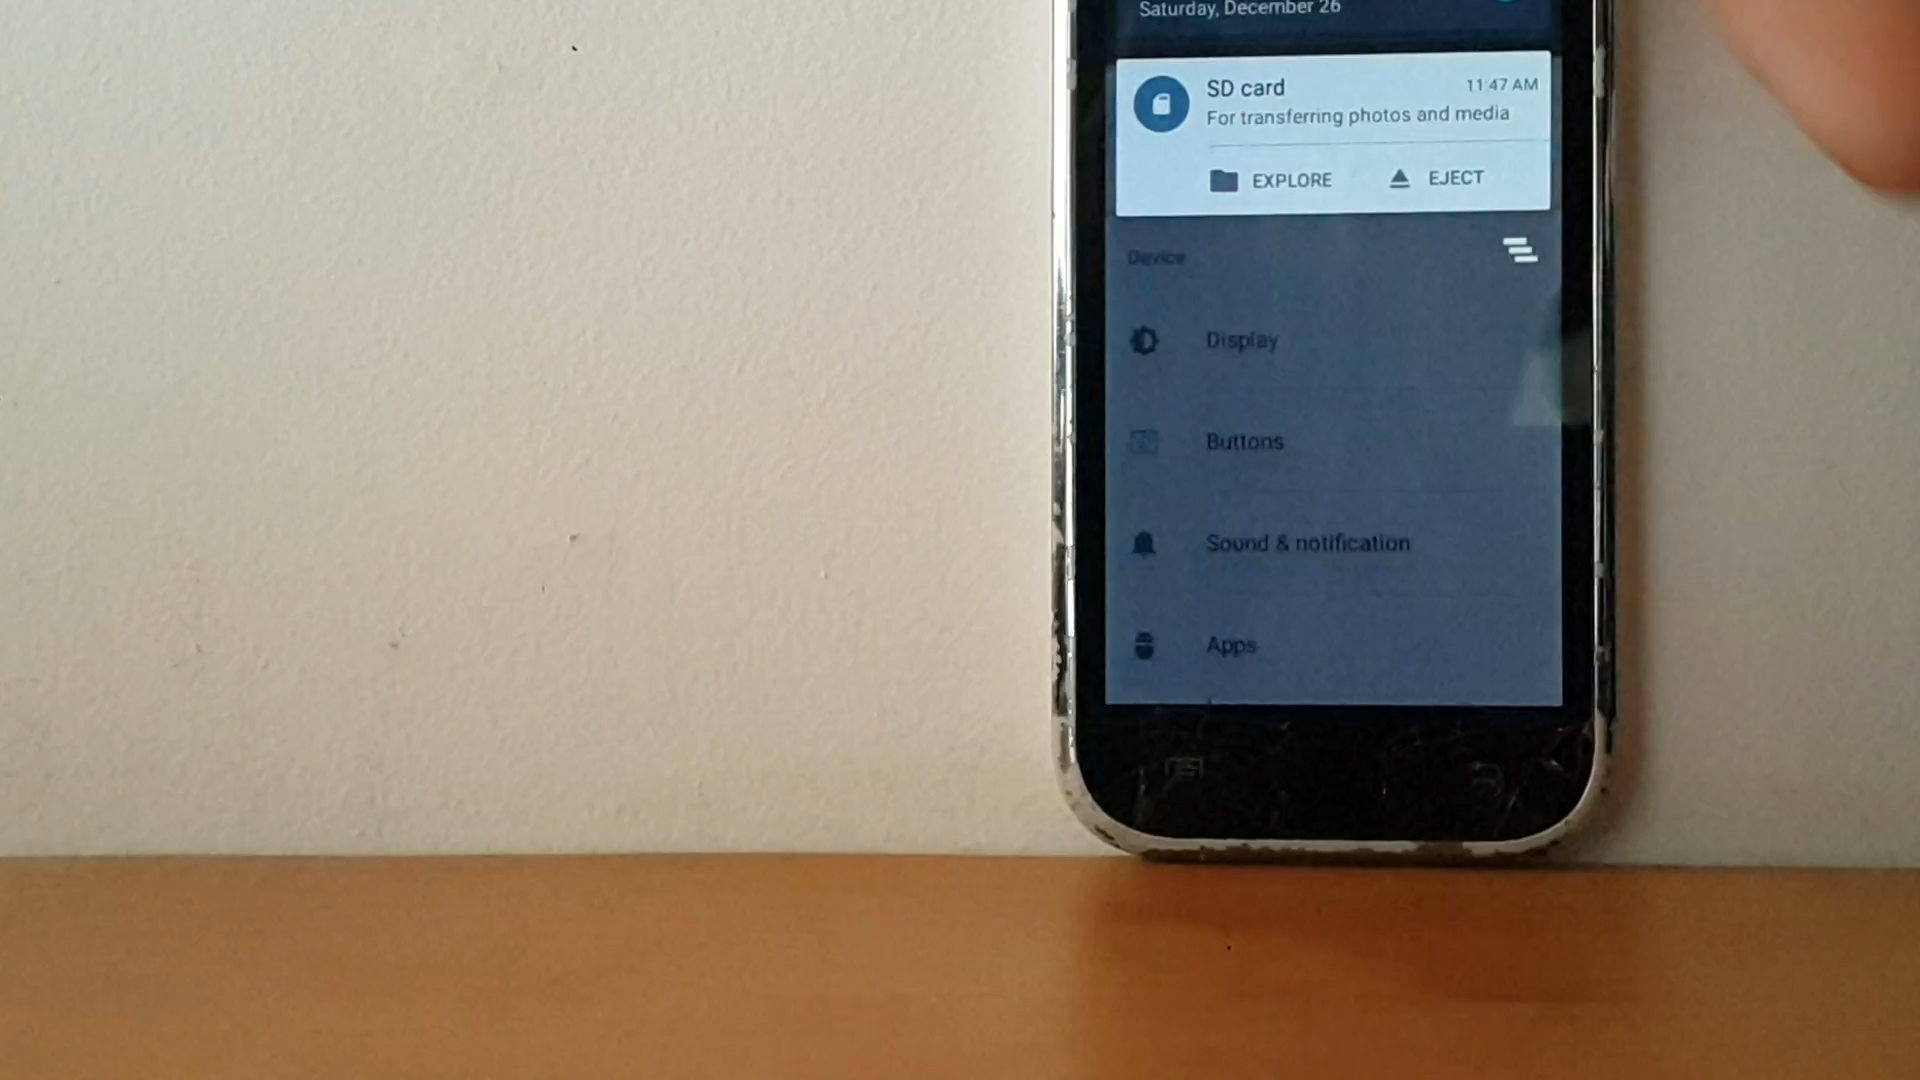 Saturday, December 26
SD card
11:47 AM
For transferring photos and media
EXPLORE
EJECT
Device
Display
Buttons
Sound & notification
Apps